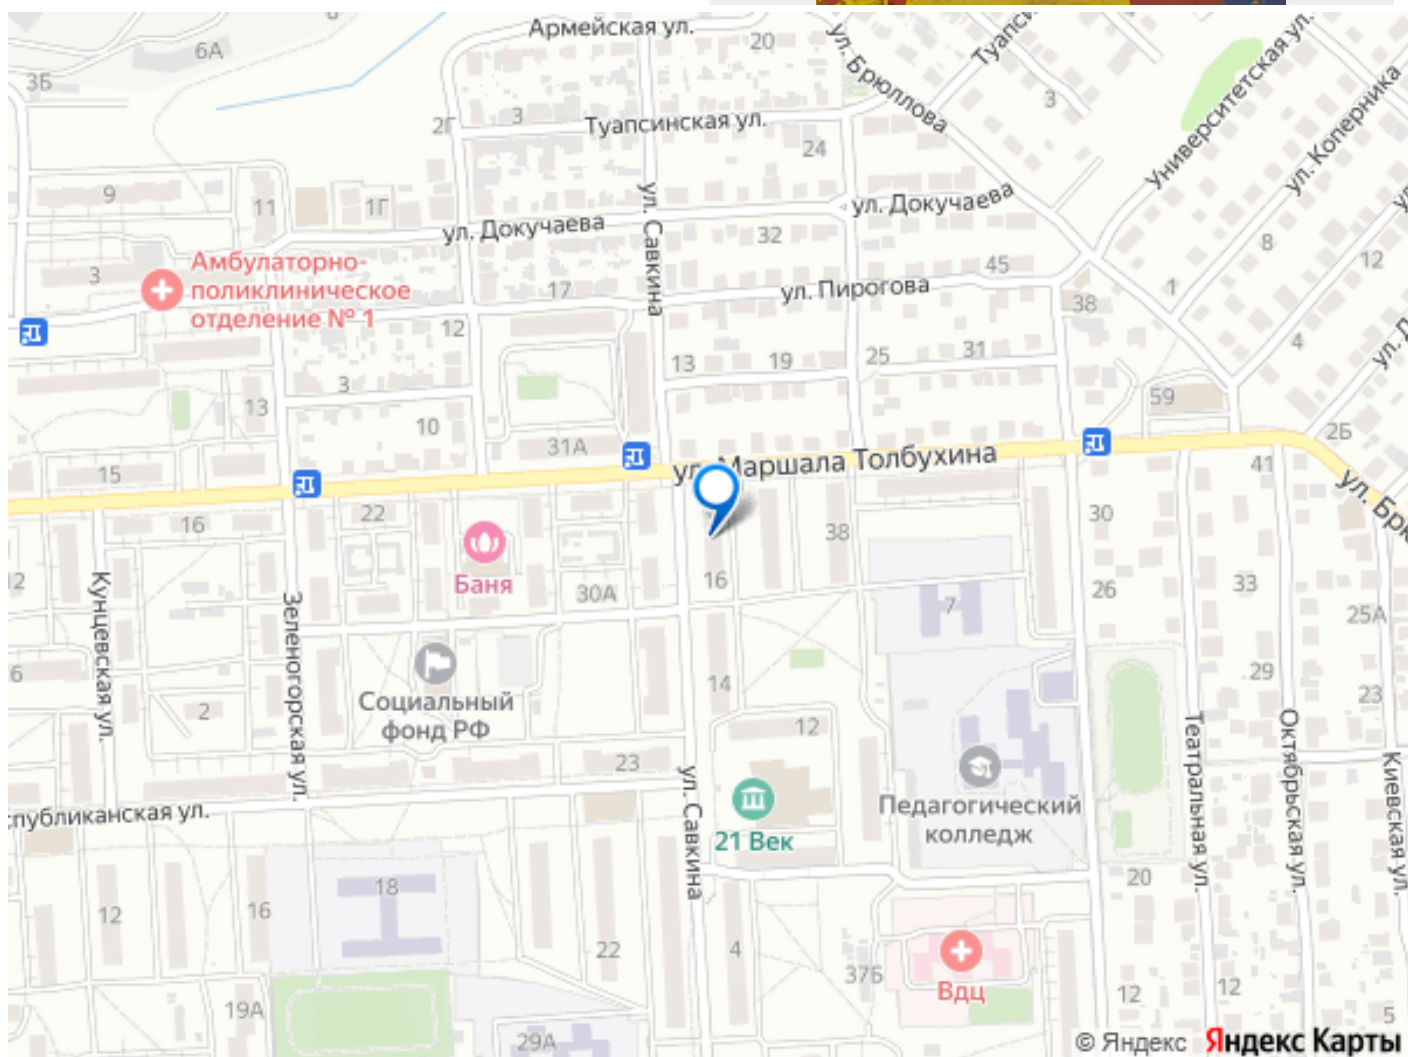 Армейская ул.
20
6А
3Б
ул. Брюллова
Туапси
3
2Г
3
Туапсинская ул.
24
Университетская ул.
ул. Коперника
9
11
1Г
ул. Савкина
ул. Докучаева
ул. Докучаева
32
8
12
3
Амбулаторно-
поликлиническое
отделение № 1
17
ул. Пирогова
45
38
1
12
4
13
19
25
31
3
13
10
59
2Б
31А
ул. Маршала Толбухина
41
15
ул. Брю
16
22
38
30
Баня
30А
16
7
26
33
25А
12
Кунцевская ул.
Зеленогорская ул.
6
2
Социальный
фонд РФ
14
29
23
12
Театральная ул.
Октябрьская ул.
Киевская ул.
23
спубликанская ул.
ул. Савкина
21 Век
Педагогический
колледж
18
16
12
20
22
4
37Б
Вдц
12
12
19А
29А
5
© Яндекс Яндекс Карты